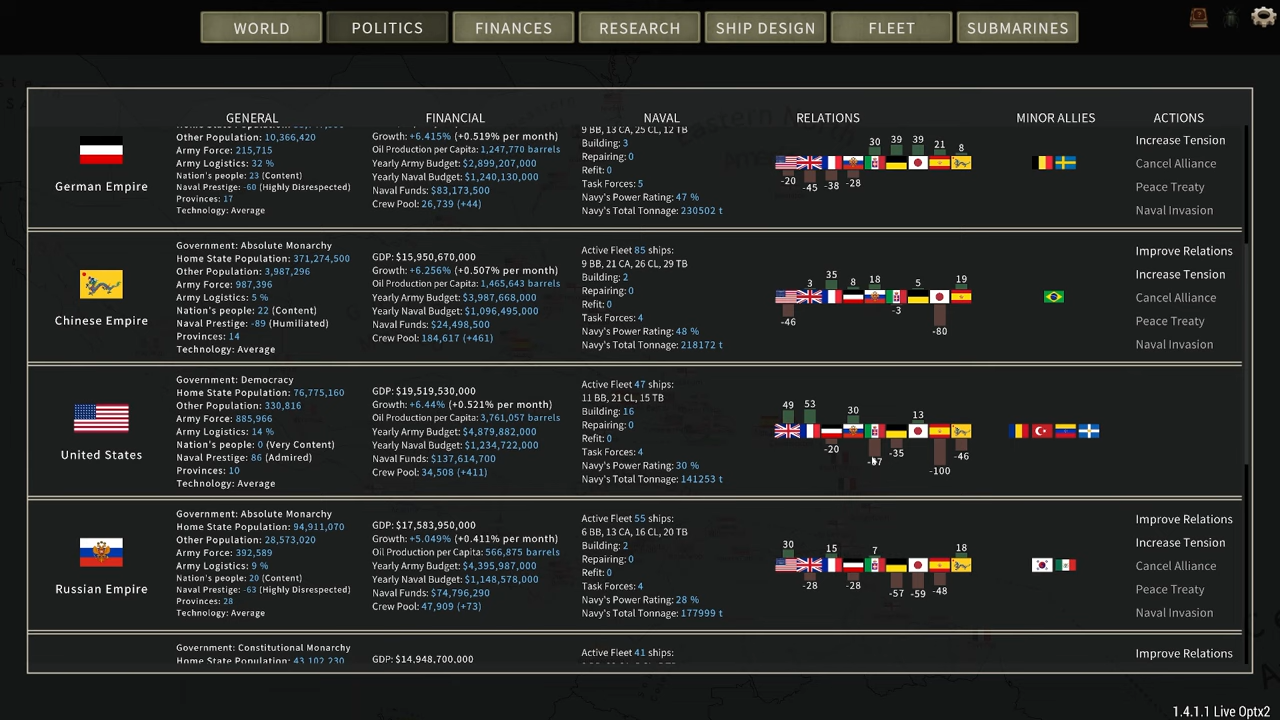 WORLD POLITICS FINANCES RESEARCH SHIP DESIGN FLEET SUBMARINES
GENERAL FINANCIAL NAVAL RELATIONS MINOR ALLIES ACTIONS
German Empire
Other Population: 10,366,420
Army Force: 215,715
Army Logistics: 32 %
Nation's people: 23 (Content)
Naval Prestige: -60 (Highly Disrespected)
Provinces: 17
Technology: Average
Growth: +6.415% (+0.519% per month)
Oil Production per Capita: 1,247,770 barrels
Yearly Army Budget: $2,899,207,000
Yearly Naval Budget: $1,240,130,000
Naval Funds: $83,173,500
Crew Pool: 26,739 (+44)
9 BB, 13 CA, 25 CL, 12 TB
Building: 3
Repairing: 0
Refit: 0
Task Forces: 5
Navy's Power Rating: 47 %
Navy's Total Tonnage: 230502 t
30 39 39 21 8
-20 -45 -38 -28
Increase Tension
Cancel Alliance
Peace Treaty
Naval Invasion
Chinese Empire
Government: Absolute Monarchy
Home State Population: 371,274,500
Other Population: 3,987,296
Army Force: 987,396
Army Logistics: 5 %
Nation's people: 22 (Content)
Naval Prestige: -89 (Humiliated)
Provinces: 14
Technology: Average
GDP: $15,950,670,000
Growth: +6.256% (+0.507% per month)
Oil Production per Capita: 1,465,643 barrels
Yearly Army Budget: $3,987,668,000
Yearly Naval Budget: $1,096,495,000
Naval Funds: $24,498,500
Crew Pool: 184,617 (+461)
Active Fleet 85 ships:
9 BB, 21 CA, 26 CL, 29 TB
Building: 2
Repairing: 0
Refit: 0
Task Forces: 4
Navy's Power Rating: 48 %
Navy's Total Tonnage: 218172 t
3 35 8 18 5 19
-46 -3 -80
Improve Relations
Increase Tension
Cancel Alliance
Peace Treaty
Naval Invasion
United States
Government: Democracy
Home State Population: 76,775,160
Other Population: 330,816
Army Force: 885,966
Army Logistics: 14 %
Nation's people: 0 (Very Content)
Naval Prestige: 86 (Admired)
Provinces: 10
Technology: Average
GDP: $19,519,530,000
Growth: +6.44% (+0.521% per month)
Oil Production per Capita: 3,761,057 barrels
Yearly Army Budget: $4,879,882,000
Yearly Naval Budget: $1,234,722,000
Naval Funds: $137,614,700
Crew Pool: 34,508 (+411)
Active Fleet 47 ships:
11 BB, 21 CL, 15 TB
Building: 16
Repairing: 0
Refit: 0
Task Forces: 4
Navy's Power Rating: 30 %
Navy's Total Tonnage: 141253 t
49 53 30 13
-20 -35 -100 -46
Russian Empire
Government: Absolute Monarchy
Home State Population: 94,911,070
Other Population: 28,573,020
Army Force: 392,589
Army Logistics: 9 %
Nation's people: 20 (Content)
Naval Prestige: -63 (Highly Disrespected)
Provinces: 28
Technology: Average
GDP: $17,583,950,000
Growth: +5.049% (+0.411% per month)
Oil Production per Capita: 566,875 barrels
Yearly Army Budget: $4,395,987,000
Yearly Naval Budget: $1,148,578,000
Naval Funds: $74,796,290
Crew Pool: 47,909 (+73)
Active Fleet 55 ships:
6 BB, 13 CA, 16 CL, 20 TB
Building: 2
Repairing: 0
Refit: 0
Task Forces: 4
Navy's Power Rating: 28 %
Navy's Total Tonnage: 177999 t
30 15 7 18
-28 -28 -57 -59 -48
Improve Relations
Increase Tension
Cancel Alliance
Peace Treaty
Naval Invasion
Government: Constitutional Monarchy
Home State Population: 43,102,230
GDP: $14,948,700,000
Active Fleet 41 ships:
Improve Relations
1.4.1.1 Live Optx2